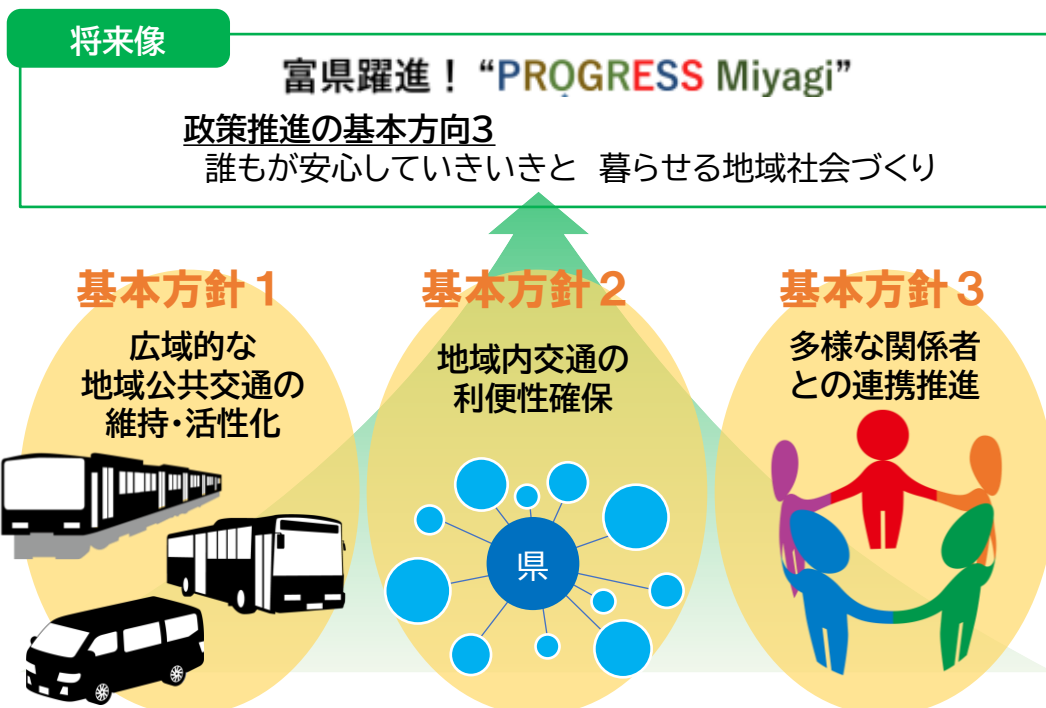 将来像
富県躍進！“PROGRESS Miyagi”
政策推進の基本方向3
誰もが安心していきいきと 暮らせる地域社会づくり
基本方針１
広域的な
地域公共交通の
維持・活性化
基本方針２
地域内交通の
利便性確保
県
基本方針３
多様な関係者
との連携推進